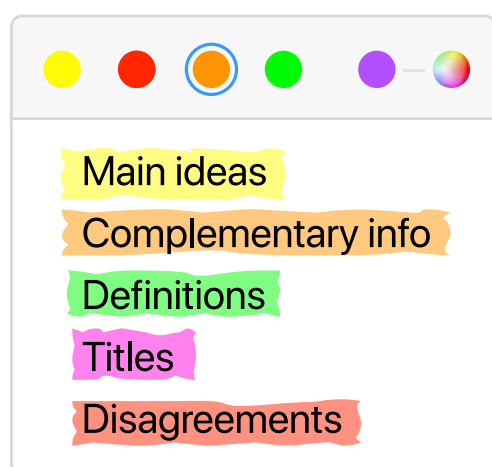 Main ideas
Complementary info
Definitions
Titles
Disagreements